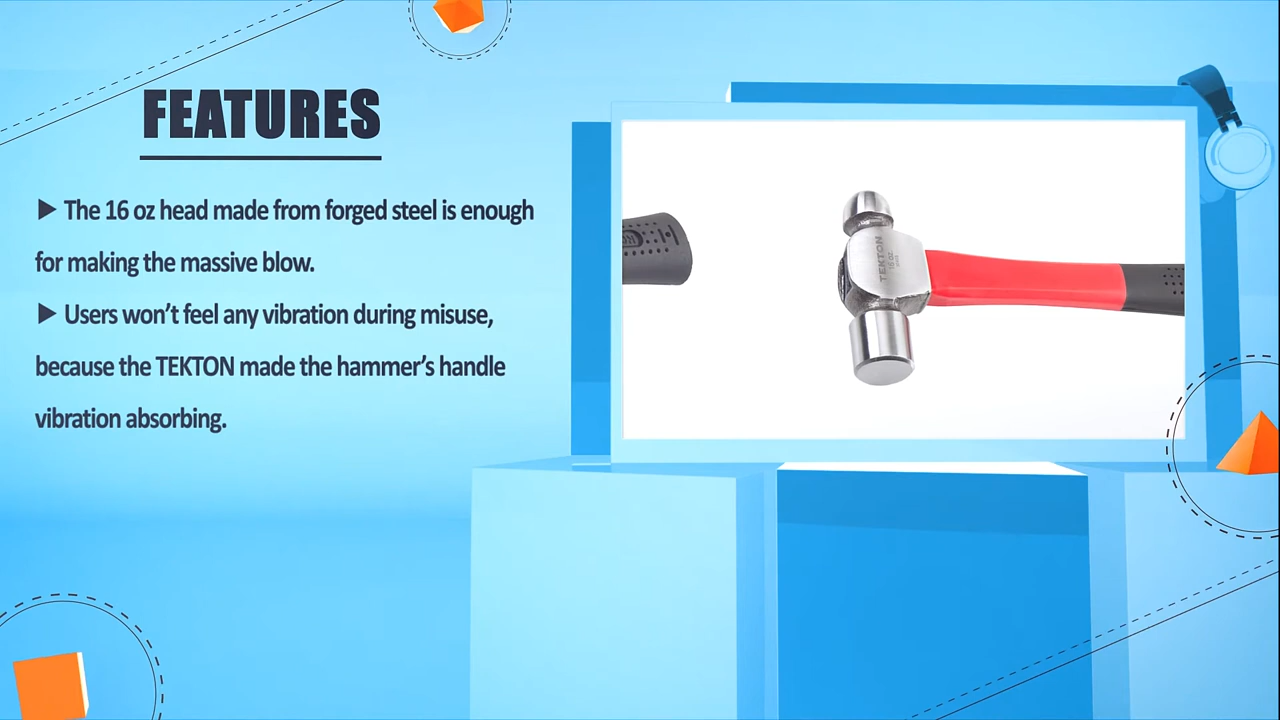 FEATURES
▶ The 16 oz head made from forged steel is enough
for making the massive blow.
▶ Users won’t feel any vibration during misuse,
because the TEKTON made the hammer’s handle
vibration absorbing.
TEKTON
16 oz.